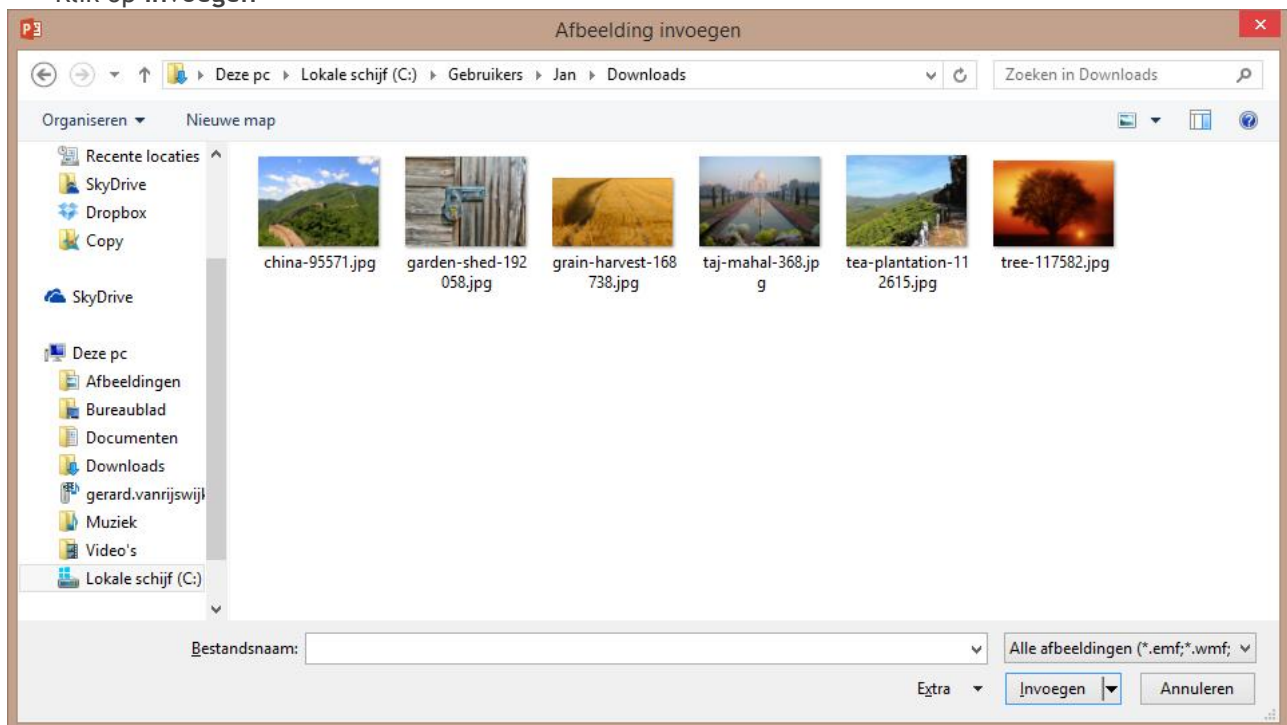 Klik op Invoegen
Afbeelding invoegen
Deze pc Lokale schijf (C:) Gebruikers Jan Downloads
Zoeken in Downloads
Organiseren Nieuwe map
Recente locaties
SkyDrive
Dropbox
Copy
SkyDrive
Deze pc
Afbeeldingen
Bureaublad
Documenten
Downloads
gerard.vanrijswijk
Muziek
Video's
Lokale schijf (C:)
china-95571.jpg
garden-shed-192
058.jpg
grain-harvest-168
738.jpg
taj-mahal-368.jp
g
tea-plantation-11
2615.jpg
tree-117582.jpg
Bestandsnaam:
Alle afbeeldingen (*.emf;*.wmf;
Extra Invoegen Annuleren